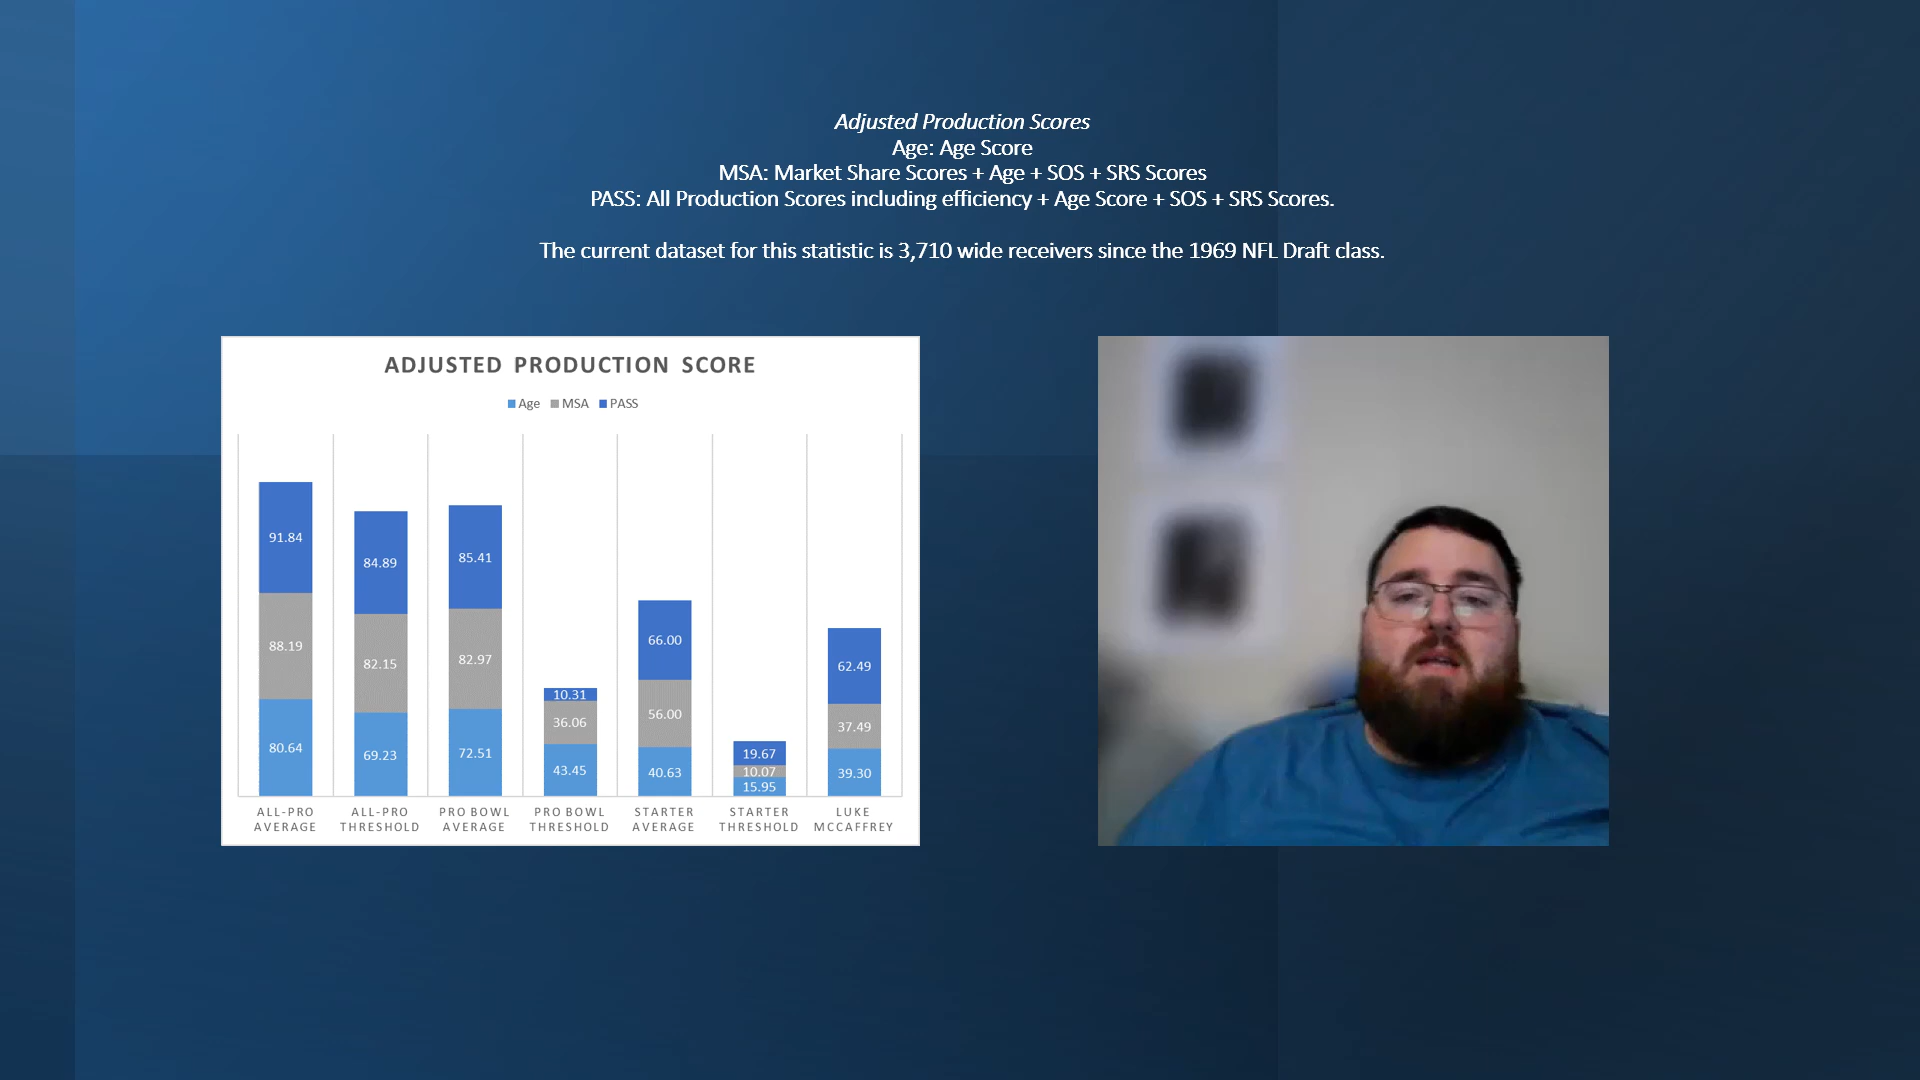 Adjusted Production Scores
Age: Age Score
MSA: Market Share Scores + Age + SOS + SRS Scores
PASS: All Production Scores including efficiency + Age Score + SOS + SRS Scores.
The current dataset for this statistic is 3,710 wide receivers since the 1969 NFL Draft class.
ADJUSTED PRODUCTION SCORE
Age MSA PASS
91.84 84.89 85.41 10.31 66.00 19.67 62.49
88.19 82.15 82.97 36.06 56.00 10.07 37.49
80.64 69.23 72.51 43.45 40.63 15.95 39.30
ALL-PRO ALL-PRO PRO BOWL PRO BOWL STARTER STARTER LUKE
AVERAGE THRESHOLD AVERAGE THRESHOLD AVERAGE THRESHOLD MCCAFFREY